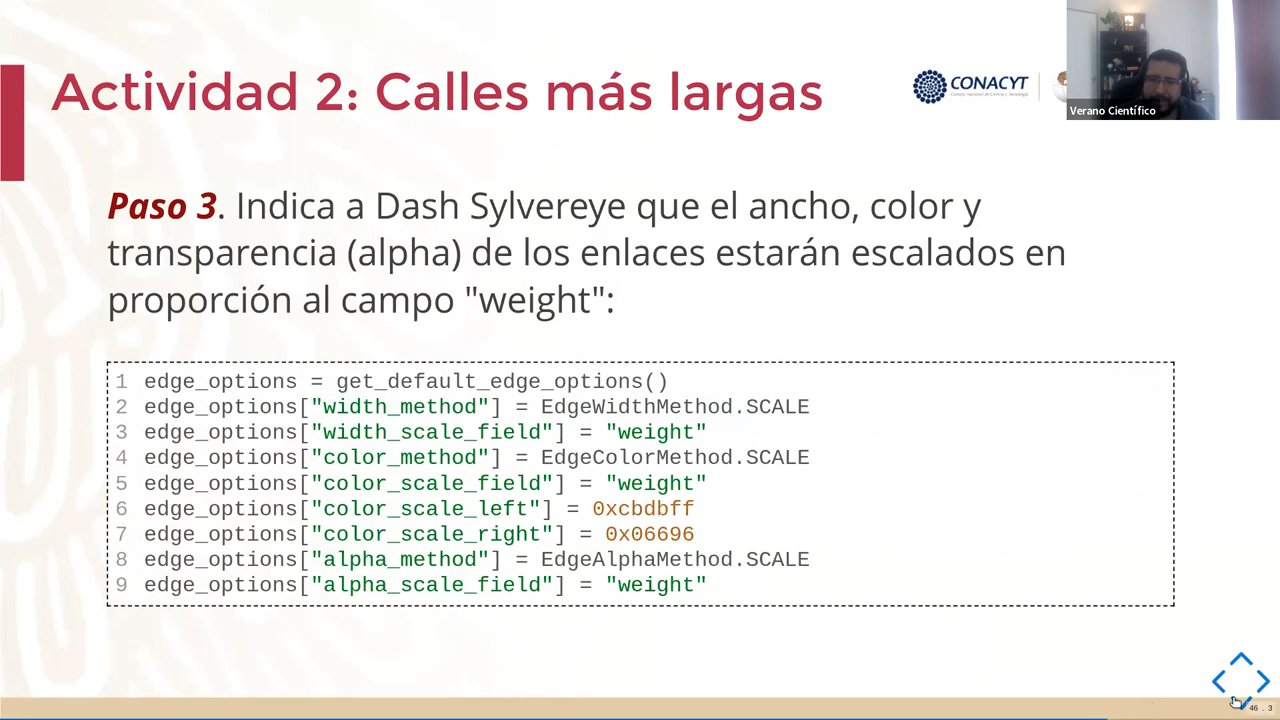 Actividad 2: Calles más largas
CONACYT
Verano Científico
Paso 3. Indica a Dash Sylvereye que el ancho, color y
transparencia (alpha) de los enlaces estarán escalados en
proporción al campo "weight":
1 edge_options = get_default_edge_options()
2 edge_options["width_method"] = EdgeWidthMethod.SCALE
3 edge_options["width_scale_field"] = "weight"
4 edge_options["color_method"] = EdgeColorMethod.SCALE
5 edge_options["color_scale_field"] = "weight"
6 edge_options["color_scale_left"] = 0xcbdbff
7 edge_options["color_scale_right"] = 0x06696
8 edge_options["alpha_method"] = EdgeAlphaMethod.SCALE
9 edge_options["alpha_scale_field"] = "weight"
46 . 3